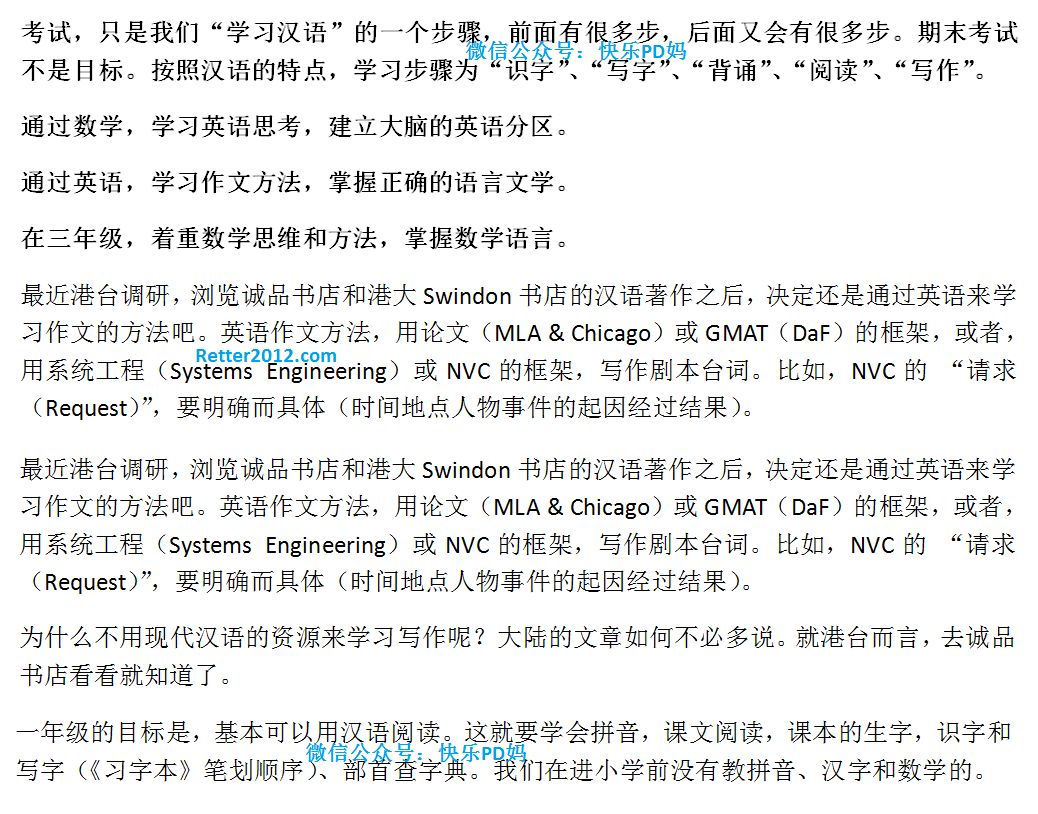 考试，只是我们“学习汉语”的一个步骤，前面有很多步，后面又会有很多步。期末考试
微信公众号：快乐PD妈
不是目标。按照汉语的特点，学习步骤为“识字”、“写字”、“背诵”、“阅读”、“写作”。
通过数学，学习英语思考，建立大脑的英语分区。
通过英语，学习作文方法，掌握正确的语言文学。
在三年级，着重数学思维和方法，掌握数学语言。
最近港台调研，浏览诚品书店和港大 Swindon 书店的汉语著作之后，决定还是通过英语来学
习作文的方法吧。英语作文方法，用论文（MLA & Chicago）或 GMAT（DaF）的框架，或者，
Retter2012.com
用系统工程（Systems Engineering）或 NVC 的框架，写作剧本台词。比如，NVC 的 “请求
（Request）”，要明确而具体（时间地点人物事件的起因经过结果）。
最近港台调研，浏览诚品书店和港大 Swindon 书店的汉语著作之后，决定还是通过英语来学
习作文的方法吧。英语作文方法，用论文（MLA & Chicago）或 GMAT（DaF）的框架，或者，
用系统工程（Systems Engineering）或 NVC 的框架，写作剧本台词。比如，NVC 的 “请求
（Request）”，要明确而具体（时间地点人物事件的起因经过结果）。
为什么不用现代汉语的资源来学习写作呢？大陆的文章如何不必多说。就港台而言，去诚品
书店看看就知道了。
一年级的目标是，基本可以用汉语阅读。这就要学会拼音，课文阅读，课本的生字，识字和
微信公众号：快乐PD妈
写字（《习字本》笔划顺序）、部首查字典。我们在进小学前没有教拼音、汉字和数学的。